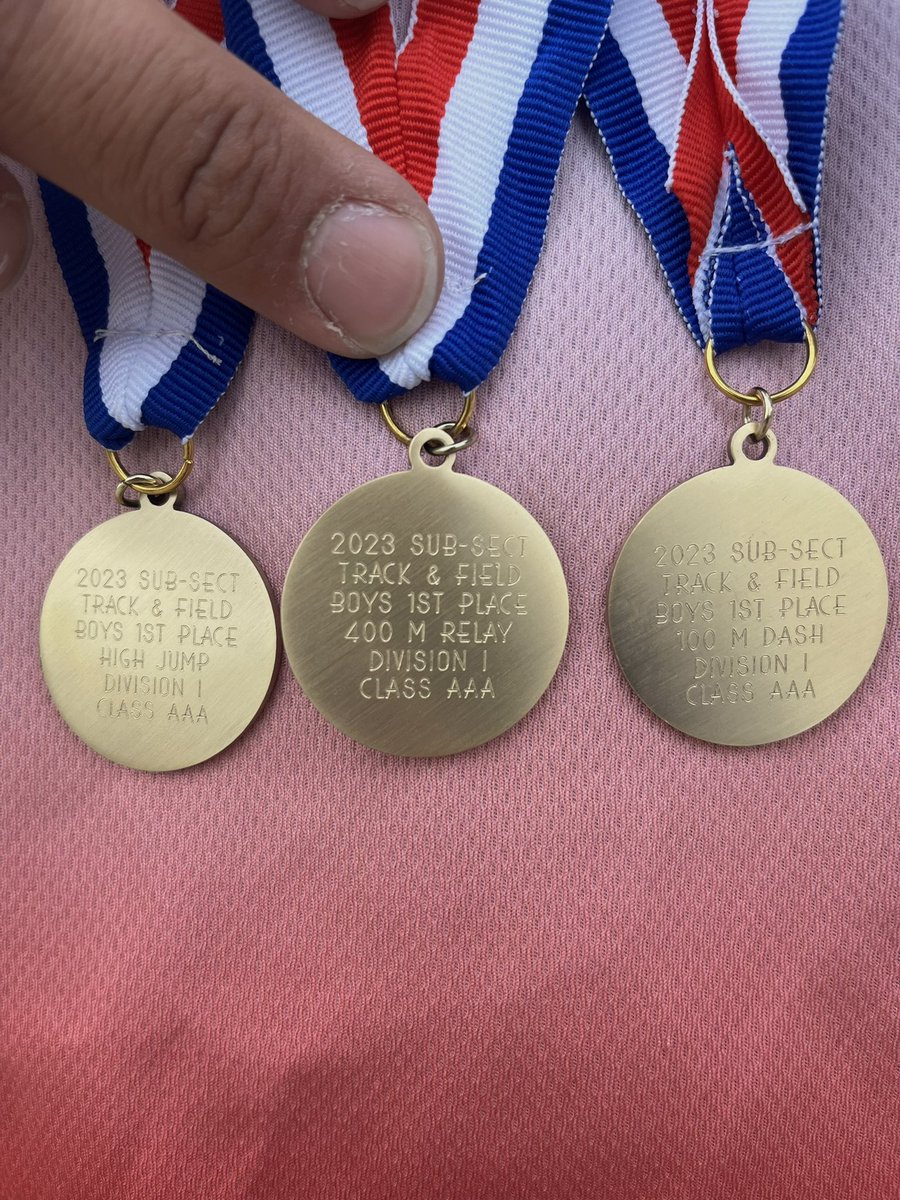 2023 SUB-SECT
TRACK & FIELD
BOYS 1ST PLACE
HIGH JUMP
DIVISION I
CLASS AAA
2023 SUB-SECT
TRACK & FIELD
BOYS 1ST PLACE
400 M RELAY
DIVISION I
CLASS AAA
2023 SUB-SECT
TRACK & FIELD
BOYS 1ST PLACE
100 M DASH
DIVISION I
CLASS AAA